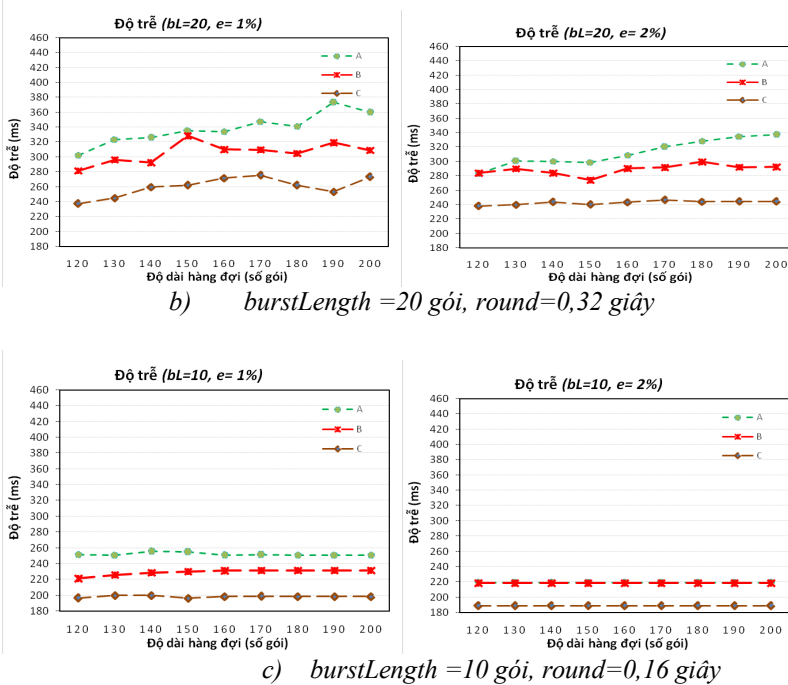 Độ trễ (bL=20, e= 1%)
460
440
420
400
380
360
340
320
300
280
260
240
220
200
180
Độ trễ (ms)
A
B
C
120 130 140 150 160 170 180 190 200
Độ dài hàng đợi (số gói)
Độ trễ (bL=20, e= 2%)
460
440
420
400
380
360
340
320
300
280
260
240
220
200
180
Độ trễ (ms)
A
B
C
120 130 140 150 160 170 180 190 200
Độ dài hàng đợi (số gói)
b) burstLength =20 gói, round=0,32 giây
Độ trễ (bL=10, e= 1%)
460
440
420
400
380
360
340
320
300
280
260
240
220
200
180
Độ trễ (ms)
A
B
C
120 130 140 150 160 170 180 190 200
Độ dài hàng đợi (số gói)
Độ trễ (bL=10, e= 2%)
460
440
420
400
380
360
340
320
300
280
260
240
220
200
180
Độ trễ (ms)
A
B
C
120 130 140 150 160 170 180 190 200
Độ dài hàng đợi (số gói)
c) burstLength =10 gói, round=0,16 giây